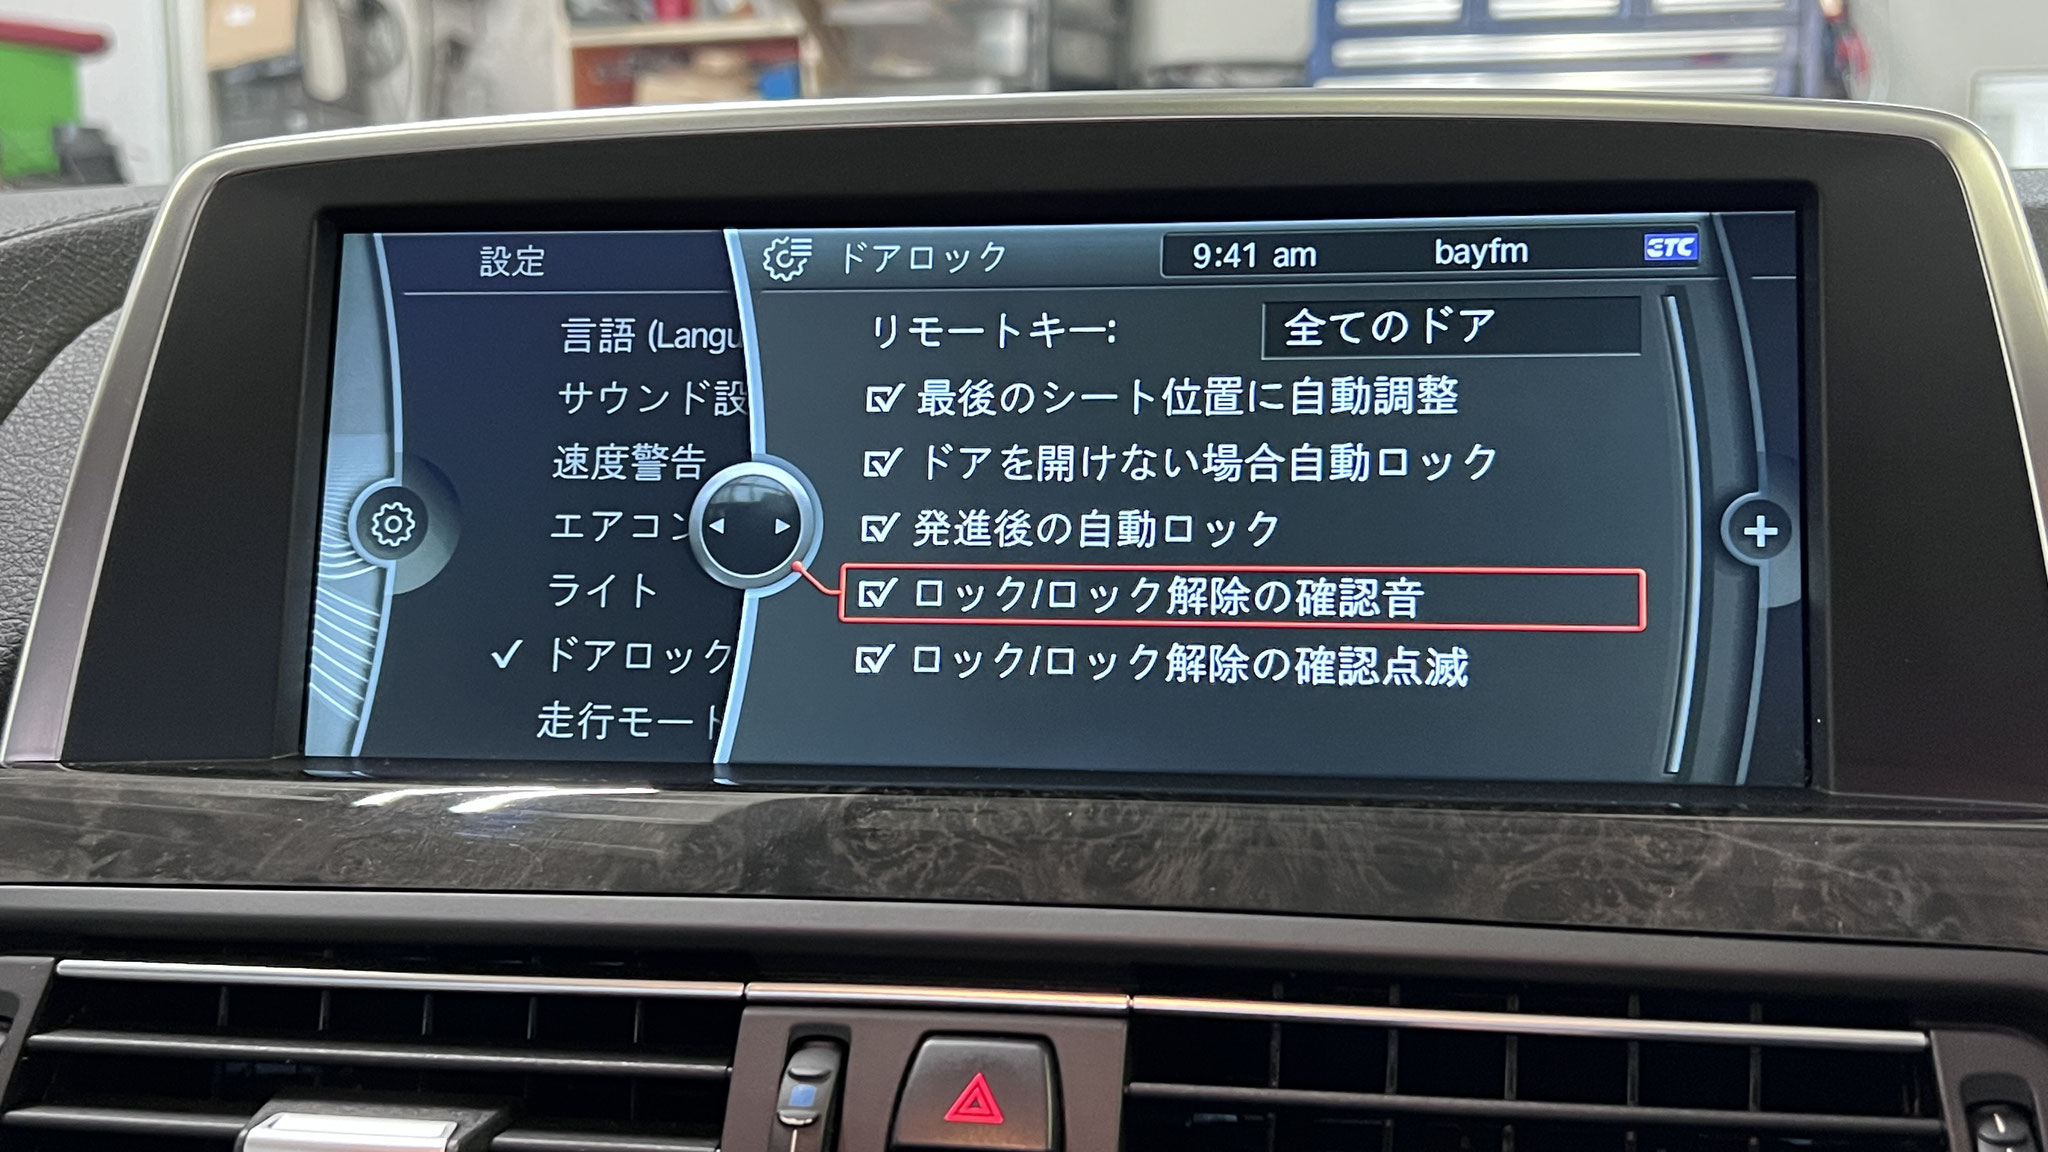 設定
言語 (Langu
サウンド設
速度警告
エアコン
ライト
ドアロック
走行モード
ドアロック
9:41 am
bayfm
ETC
リモートキー:
全てのドア
最後のシート位置に自動調整
ドアを開けない場合自動ロック
発進後の自動ロック
ロック/ロック解除の確認音
ロック/ロック解除の確認点滅